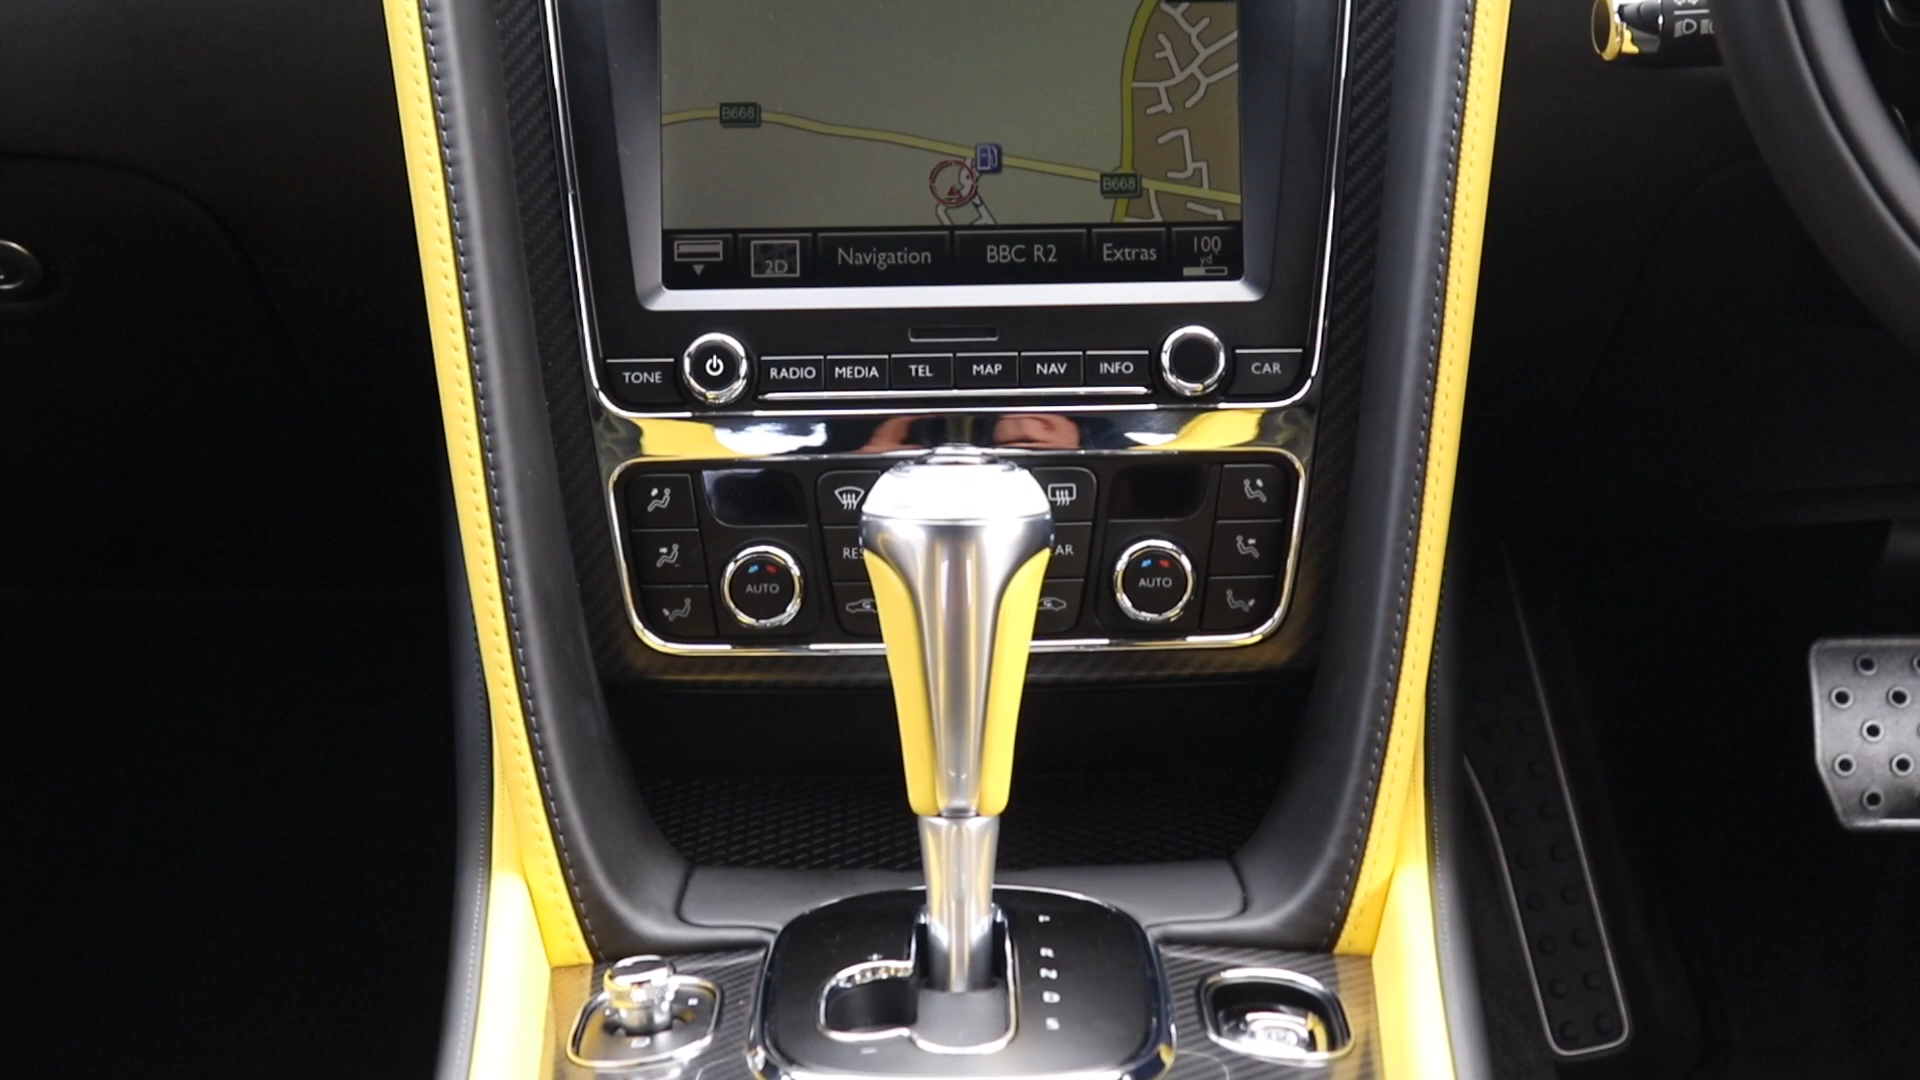 B668
B668
2D
Navigation
BBC R2
Extras
100
yd
TONE
RADIO
MEDIA
TEL
MAP
NAV
INFO
CAR
AUTO
AUTO
P
R
N
D
S